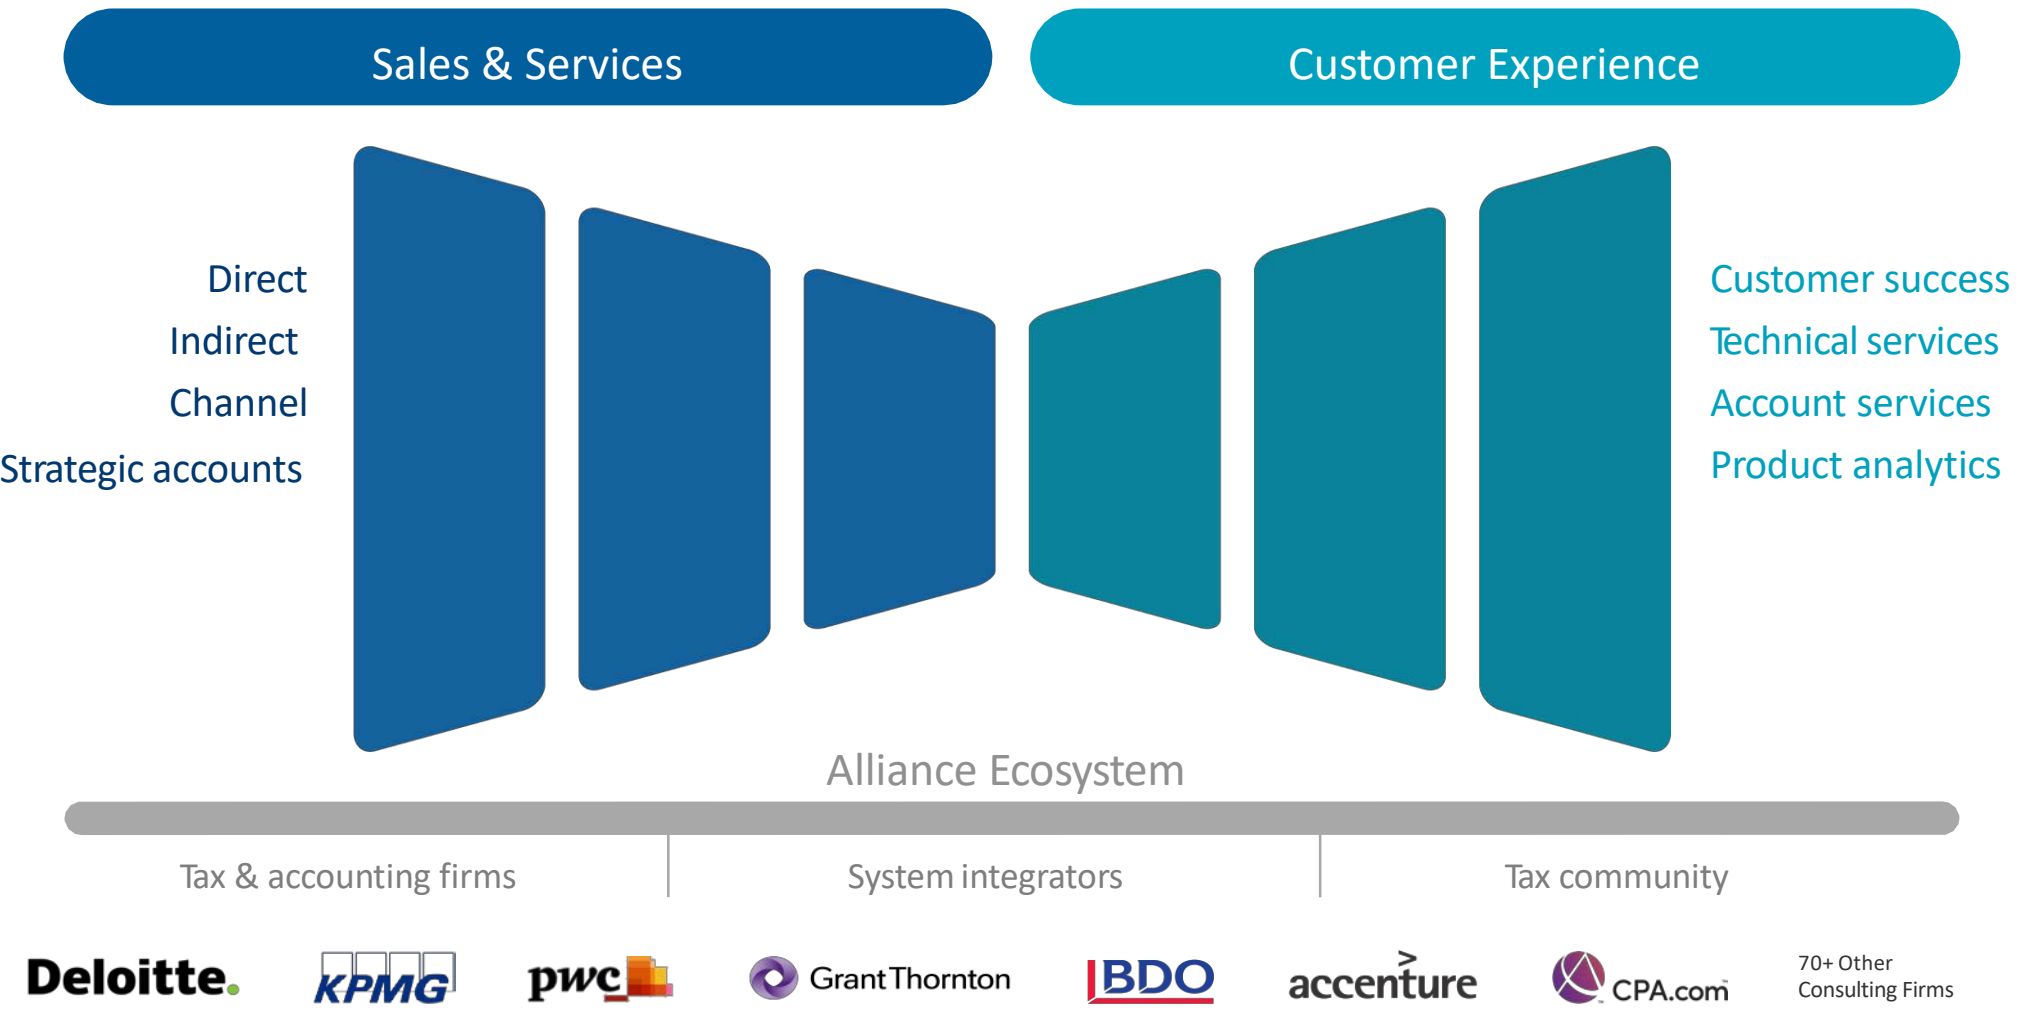 Sales & Services
Customer Experience
Direct
Indirect
Channel
Strategic accounts
Customer success
Technical services
Account services
Product analytics
Alliance Ecosystem
Tax & accounting firms
System integrators
Tax community
Deloitte.
KPMG
pwc
Grant Thornton
BDO
accenture
CPA.com
70+ Other
Consulting Firms